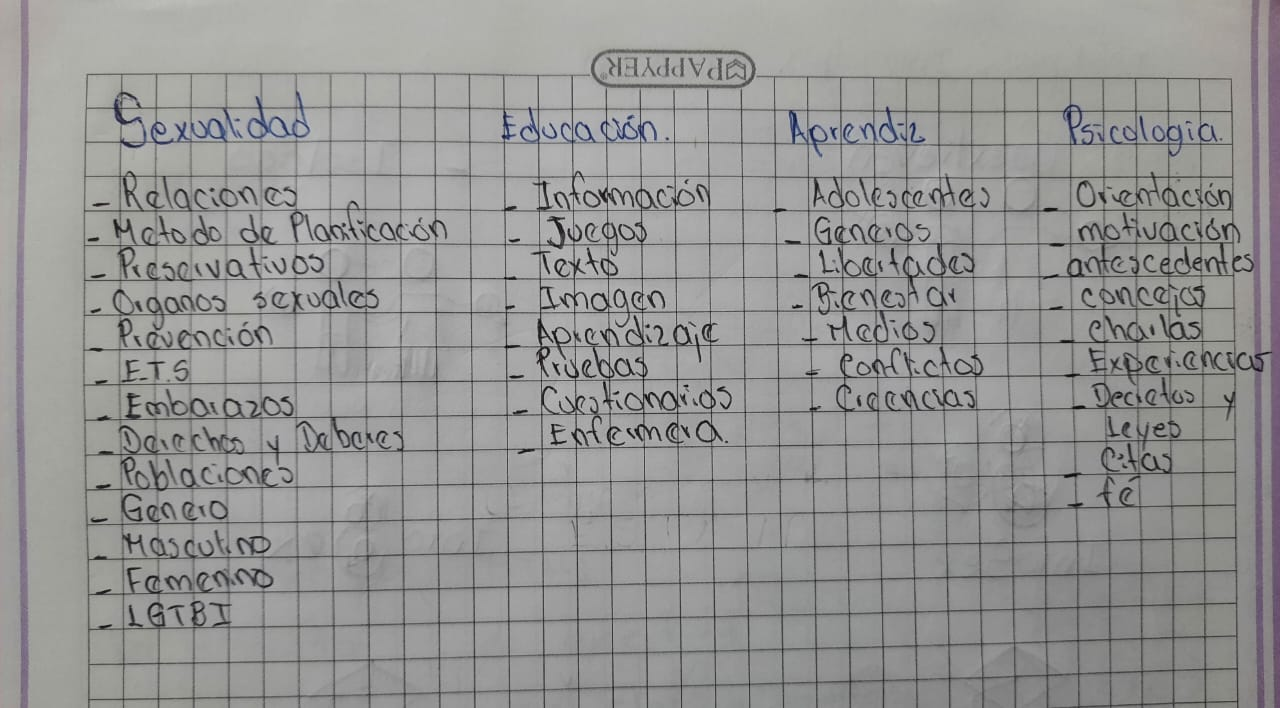 PAPPYER
Sexualidad
- Relaciones
- Metodo de Planificación
- Preservativos
- Organos sexuales
- Prevención
- E.T.S
- Embarazos
- Derechos y Deberes
- Poblaciones
- Genero
- Masculino
- Femenino
- LGTBI
Educación.
- Información
- Juegos
- Texto
- Imagen
- Aprendizaje
- Pruebas
- Cuestionarios
- Enfermera.
Aprendiz
- Adolescentes
- Generos
- Libertades
- Bienestar
- Medios
- Conflictos
- Creencias
Psicologia.
- Orientación
- motivación
- antescedentes
- concejos
- charlas
- Experiencias
- Decretos y
Leyes
- Citas
- fé